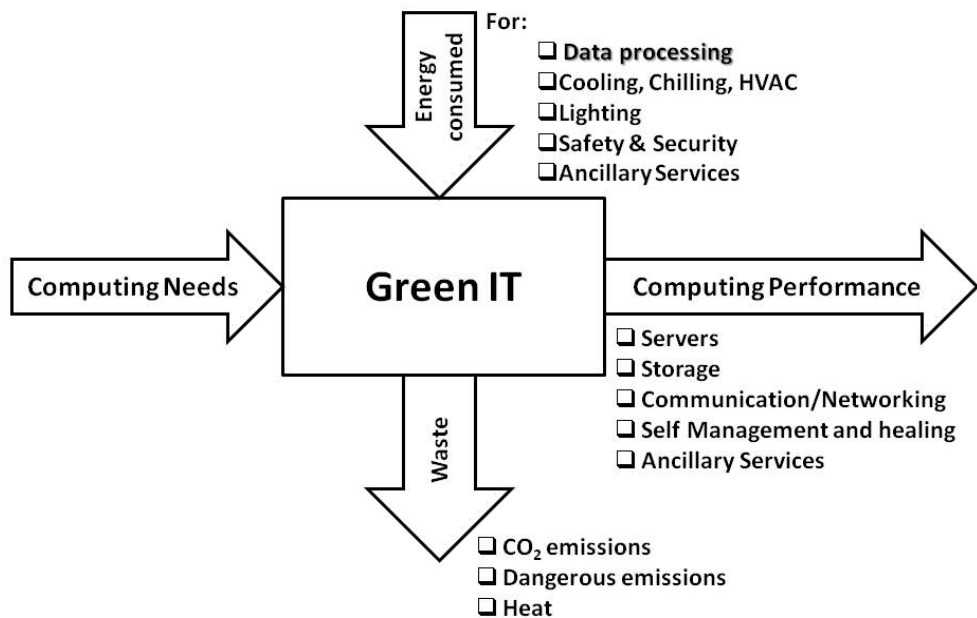 For:
Data processing
Cooling, Chilling, HVAC
Lighting
Safety & Security
Ancillary Services
Energy
consumed
Computing Needs
Green IT
Computing Performance
Servers
Storage
Communication/Networking
Self Management and healing
Ancillary Services
Waste
CO₂ emissions
Dangerous emissions
Heat